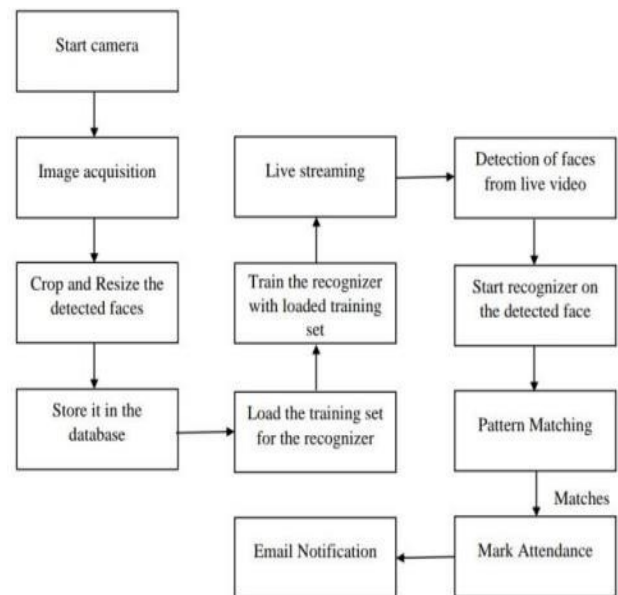 Start camera
Image acquisition
Crop and Resize the
detected faces
Store it in the
database
Load the training set
for the recognizer
Train the recognizer
with loaded training
set
Live streaming
Detection of faces
from live video
Start recognizer on
the detected face
Pattern Matching
Matches
Mark Attendance
Email Notification